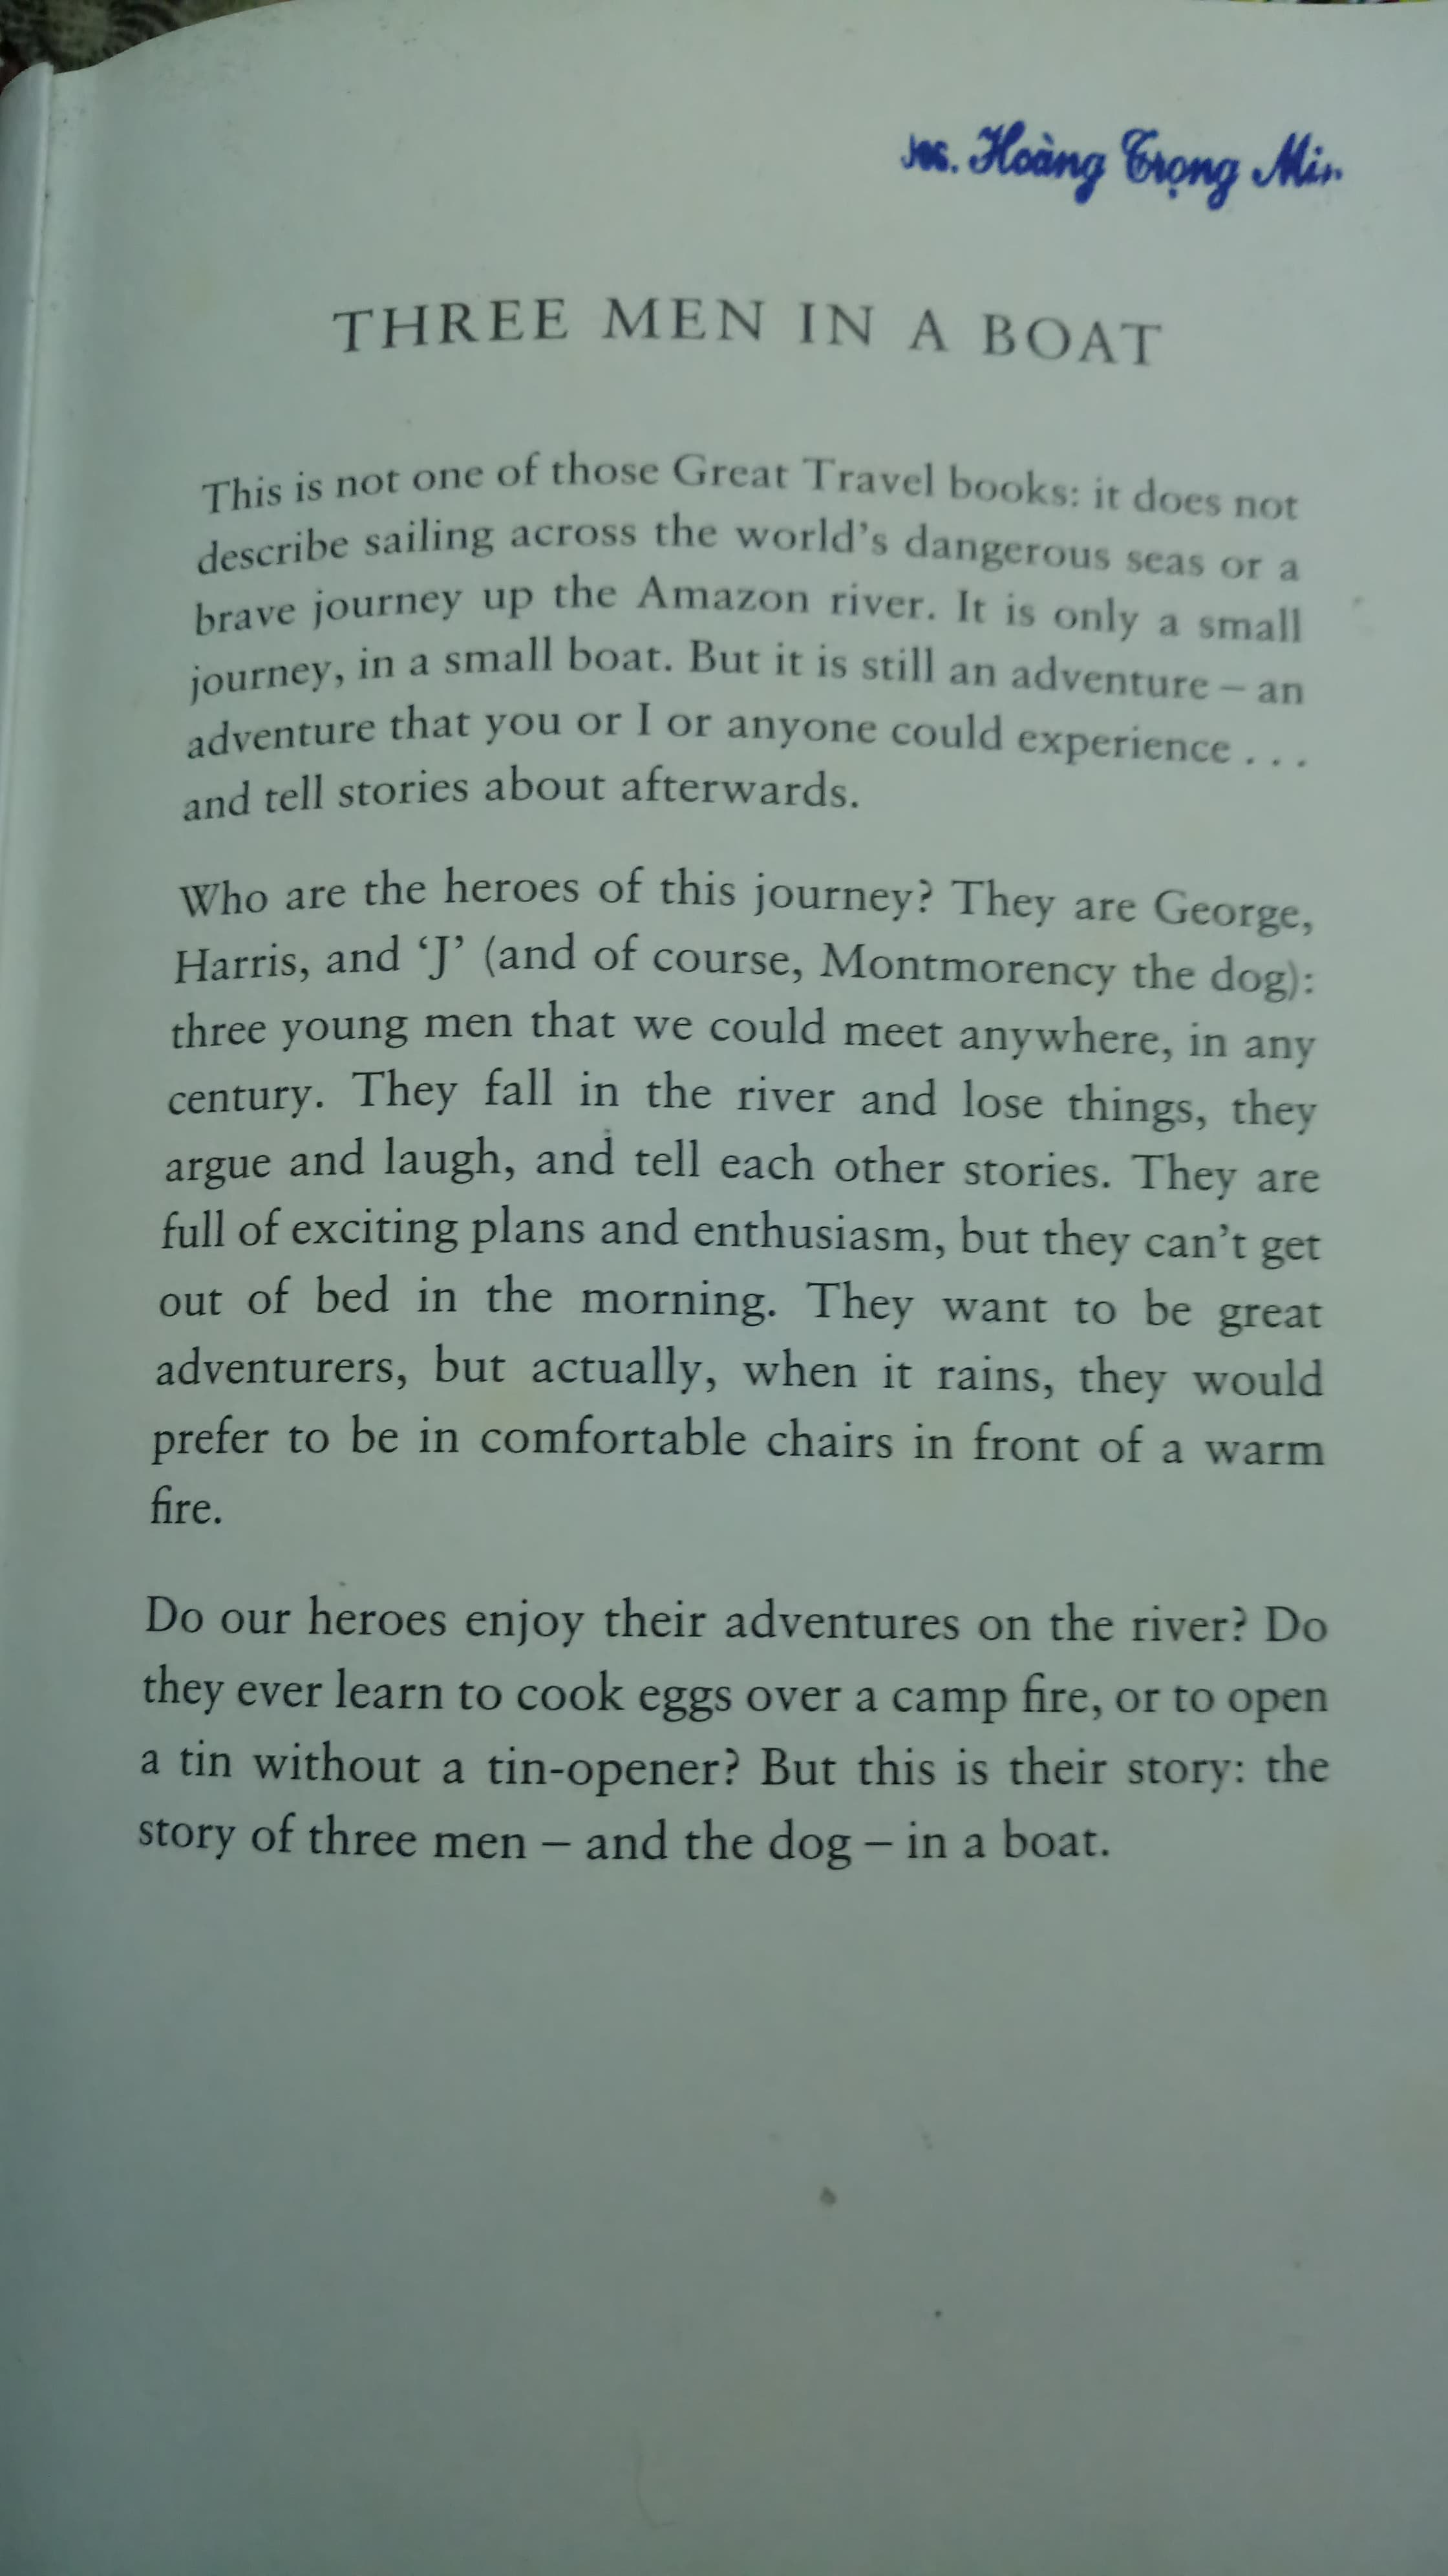 Jos. Hoàng Trọng
THREE MEN IN A BOAT
This is not one of those Great Travel books: it does not
describe sailing across the world's dangerous seas or a
brave journey up the Amazon river. It is only a small
journey, in a small boat. But it is still an adventure – an
adventure that you or I or anyone could experience . . .
and tell stories about afterwards.
Who are the heroes of this journey? They are George,
Harris, and ‘J’ (and of course, Montmorency the dog):
three young men that we could meet anywhere, in any
century. They fall in the river and lose things, they
argue and laugh, and tell each other stories. They are
full of exciting plans and enthusiasm, but they can't get
out of bed in the morning. They want to be great
adventurers, but actually, when it rains, they would
prefer to be in comfortable chairs in front of a warm
fire.
Do our heroes enjoy their adventures on the river? Do
they ever learn to cook eggs over a camp fire, or to open
a tin without a tin-opener? But this is their story: the
story of three men – and the dog – in a boat.